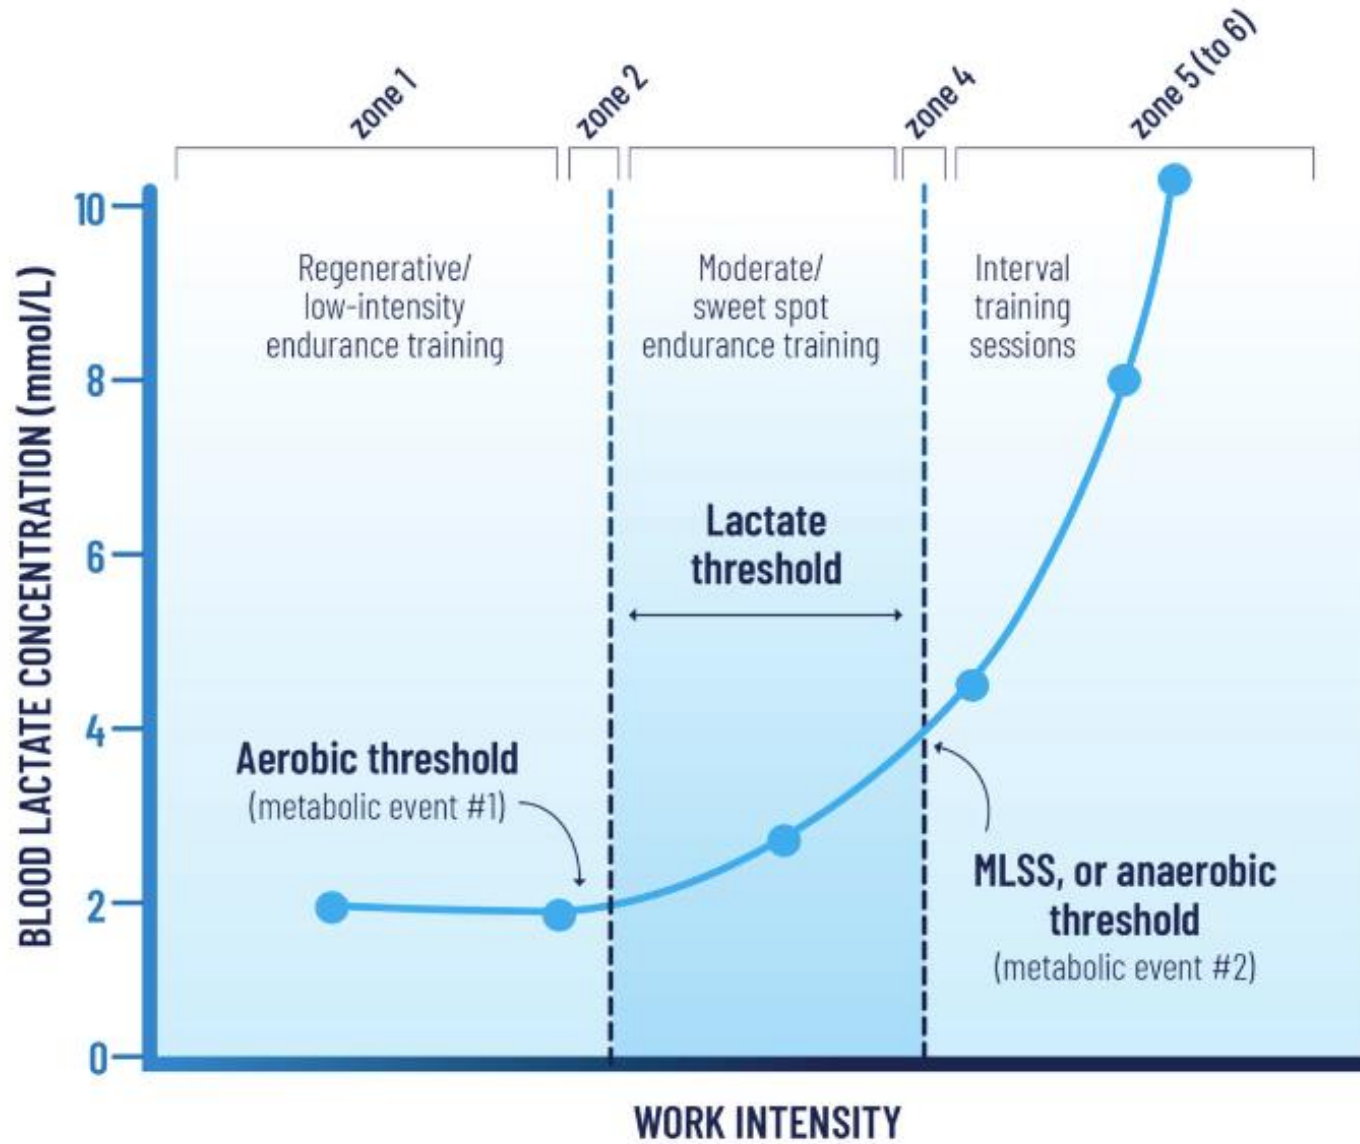 zone 1
zone 2
zone 4
zone 5 (to 6)
BLOOD LACTATE CONCENTRATION (mmol/L)
10
8
6
4
2
0
Regenerative/
low-intensity
endurance training
Moderate/
sweet spot
endurance training
Interval
training
sessions
Lactate
threshold
Aerobic threshold
(metabolic event #1)
MLSS, or anaerobic
threshold
(metabolic event #2)
WORK INTENSITY